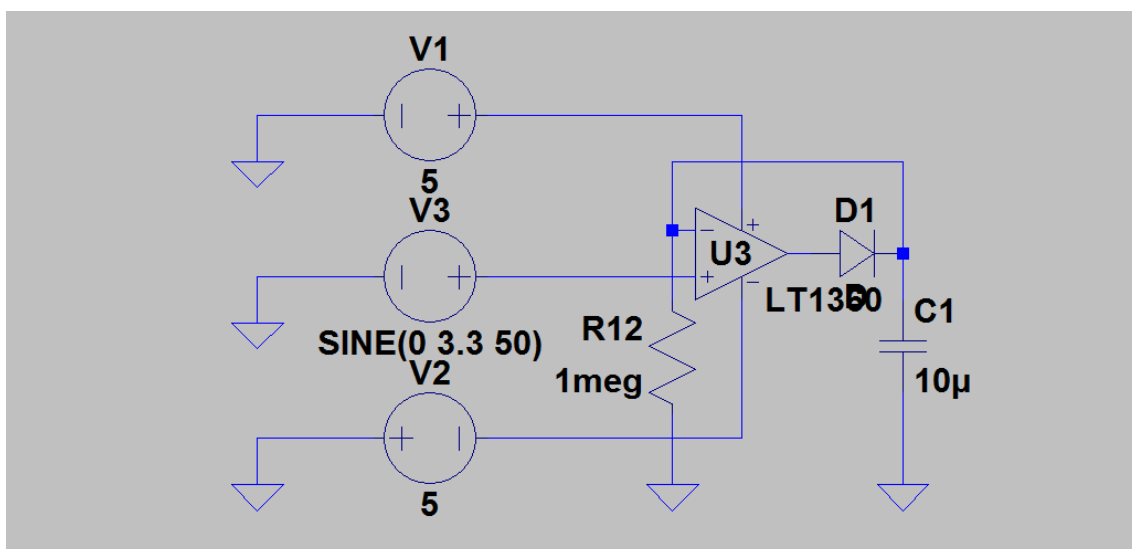 V1
5
V3
SINE(0 3.3 50)
V2
5
U3
LT1360
D1
D
R12
1meg
C1
10µ